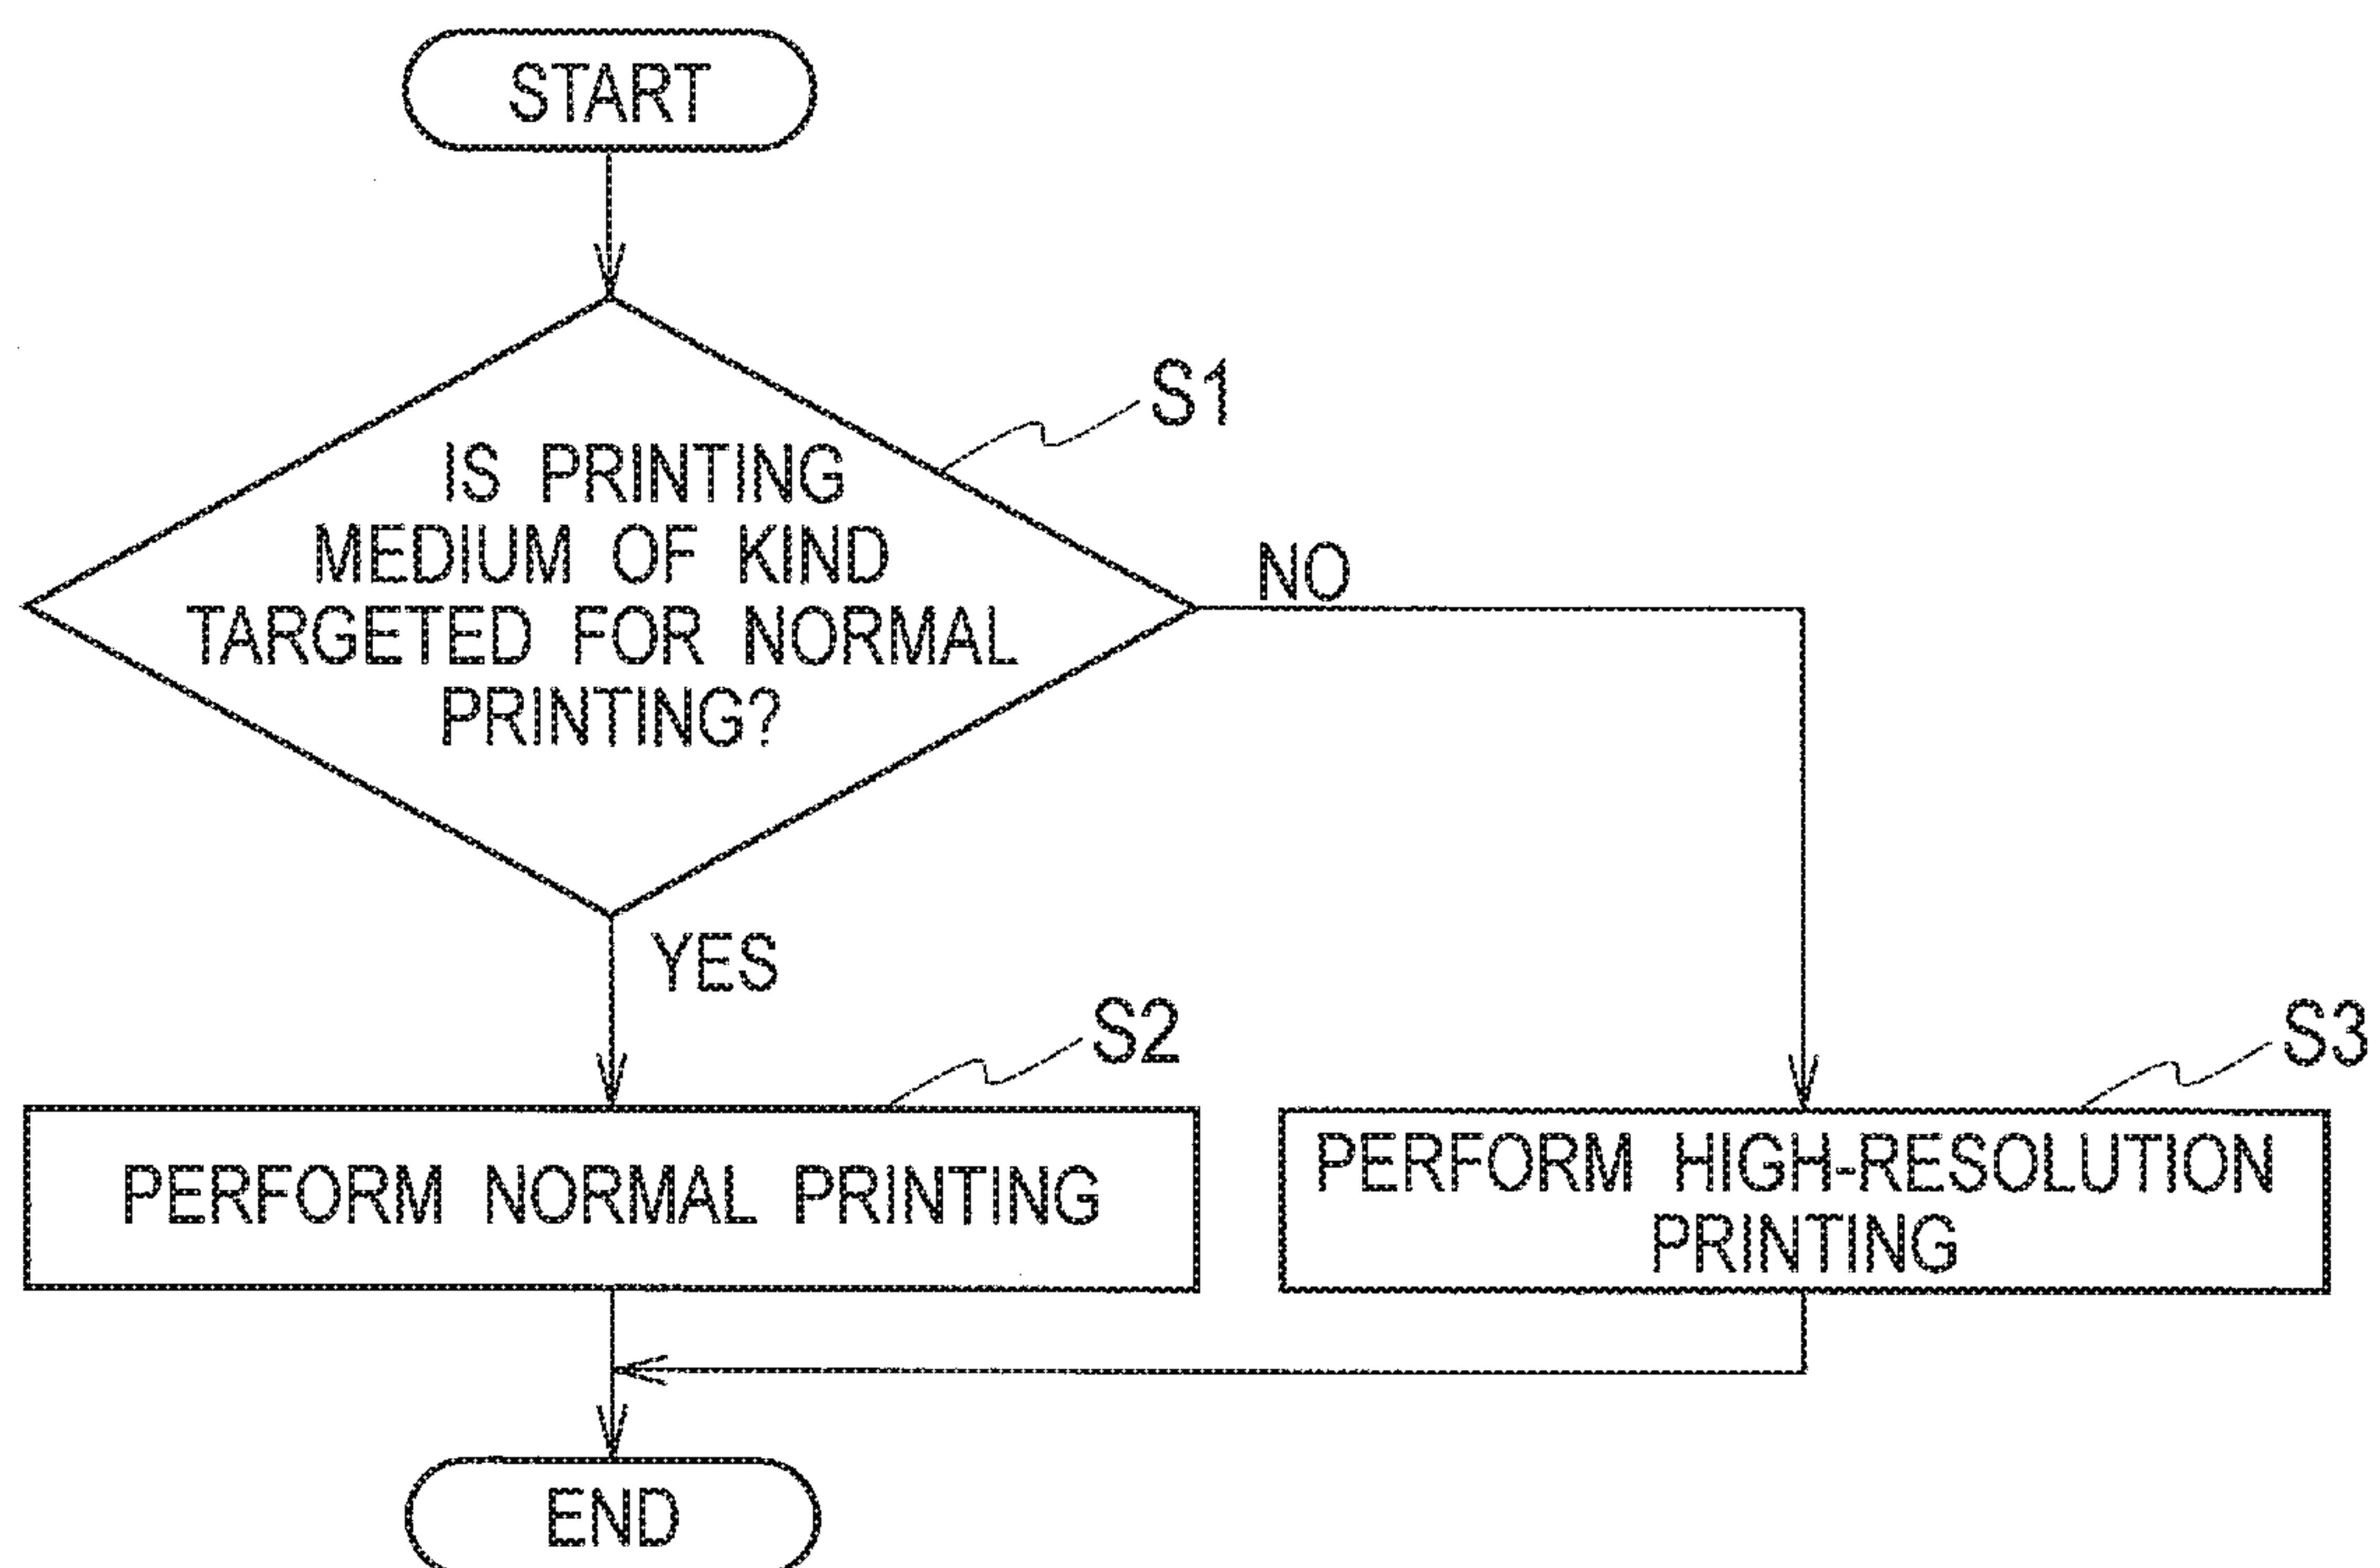 START
S1
IS PRINTING
MEDIUM OF KIND
TARGETED FOR NORMAL
PRINTING?
NO
YES
S2
S3
PERFORM NORMAL PRINTING
PERFORM HIGH-RESOLUTION
PRINTING
END